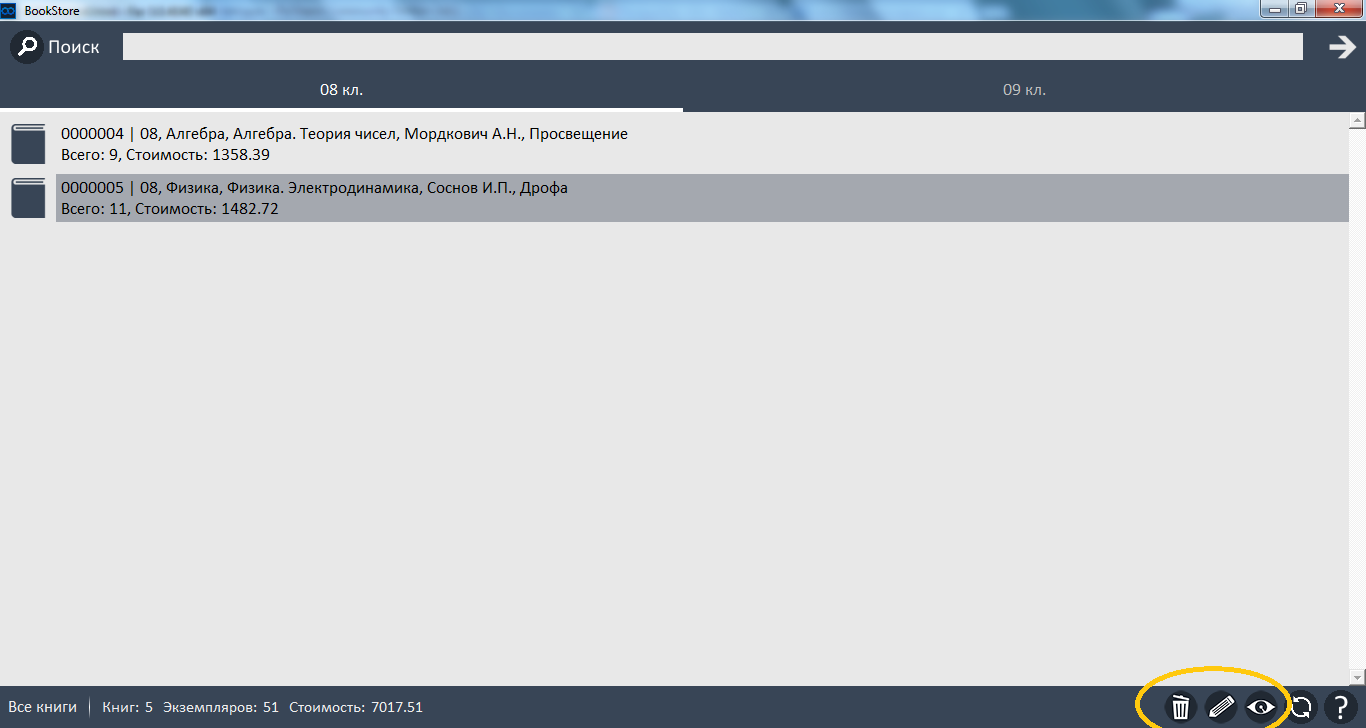 BookStore
Поиск
08 кл.
09 кл.
0000004 | 08, Алгебра, Алгебра. Теория чисел, Мордкович А.Н., Просвещение
Всего: 9, Стоимость: 1358.39
0000005 | 08, Физика, Физика. Электродинамика, Соснов И.П., Дрофа
Всего: 11, Стоимость: 1482.72
Все книги | Книг: 5 Экземпляров: 51 Стоимость: 7017.51
?